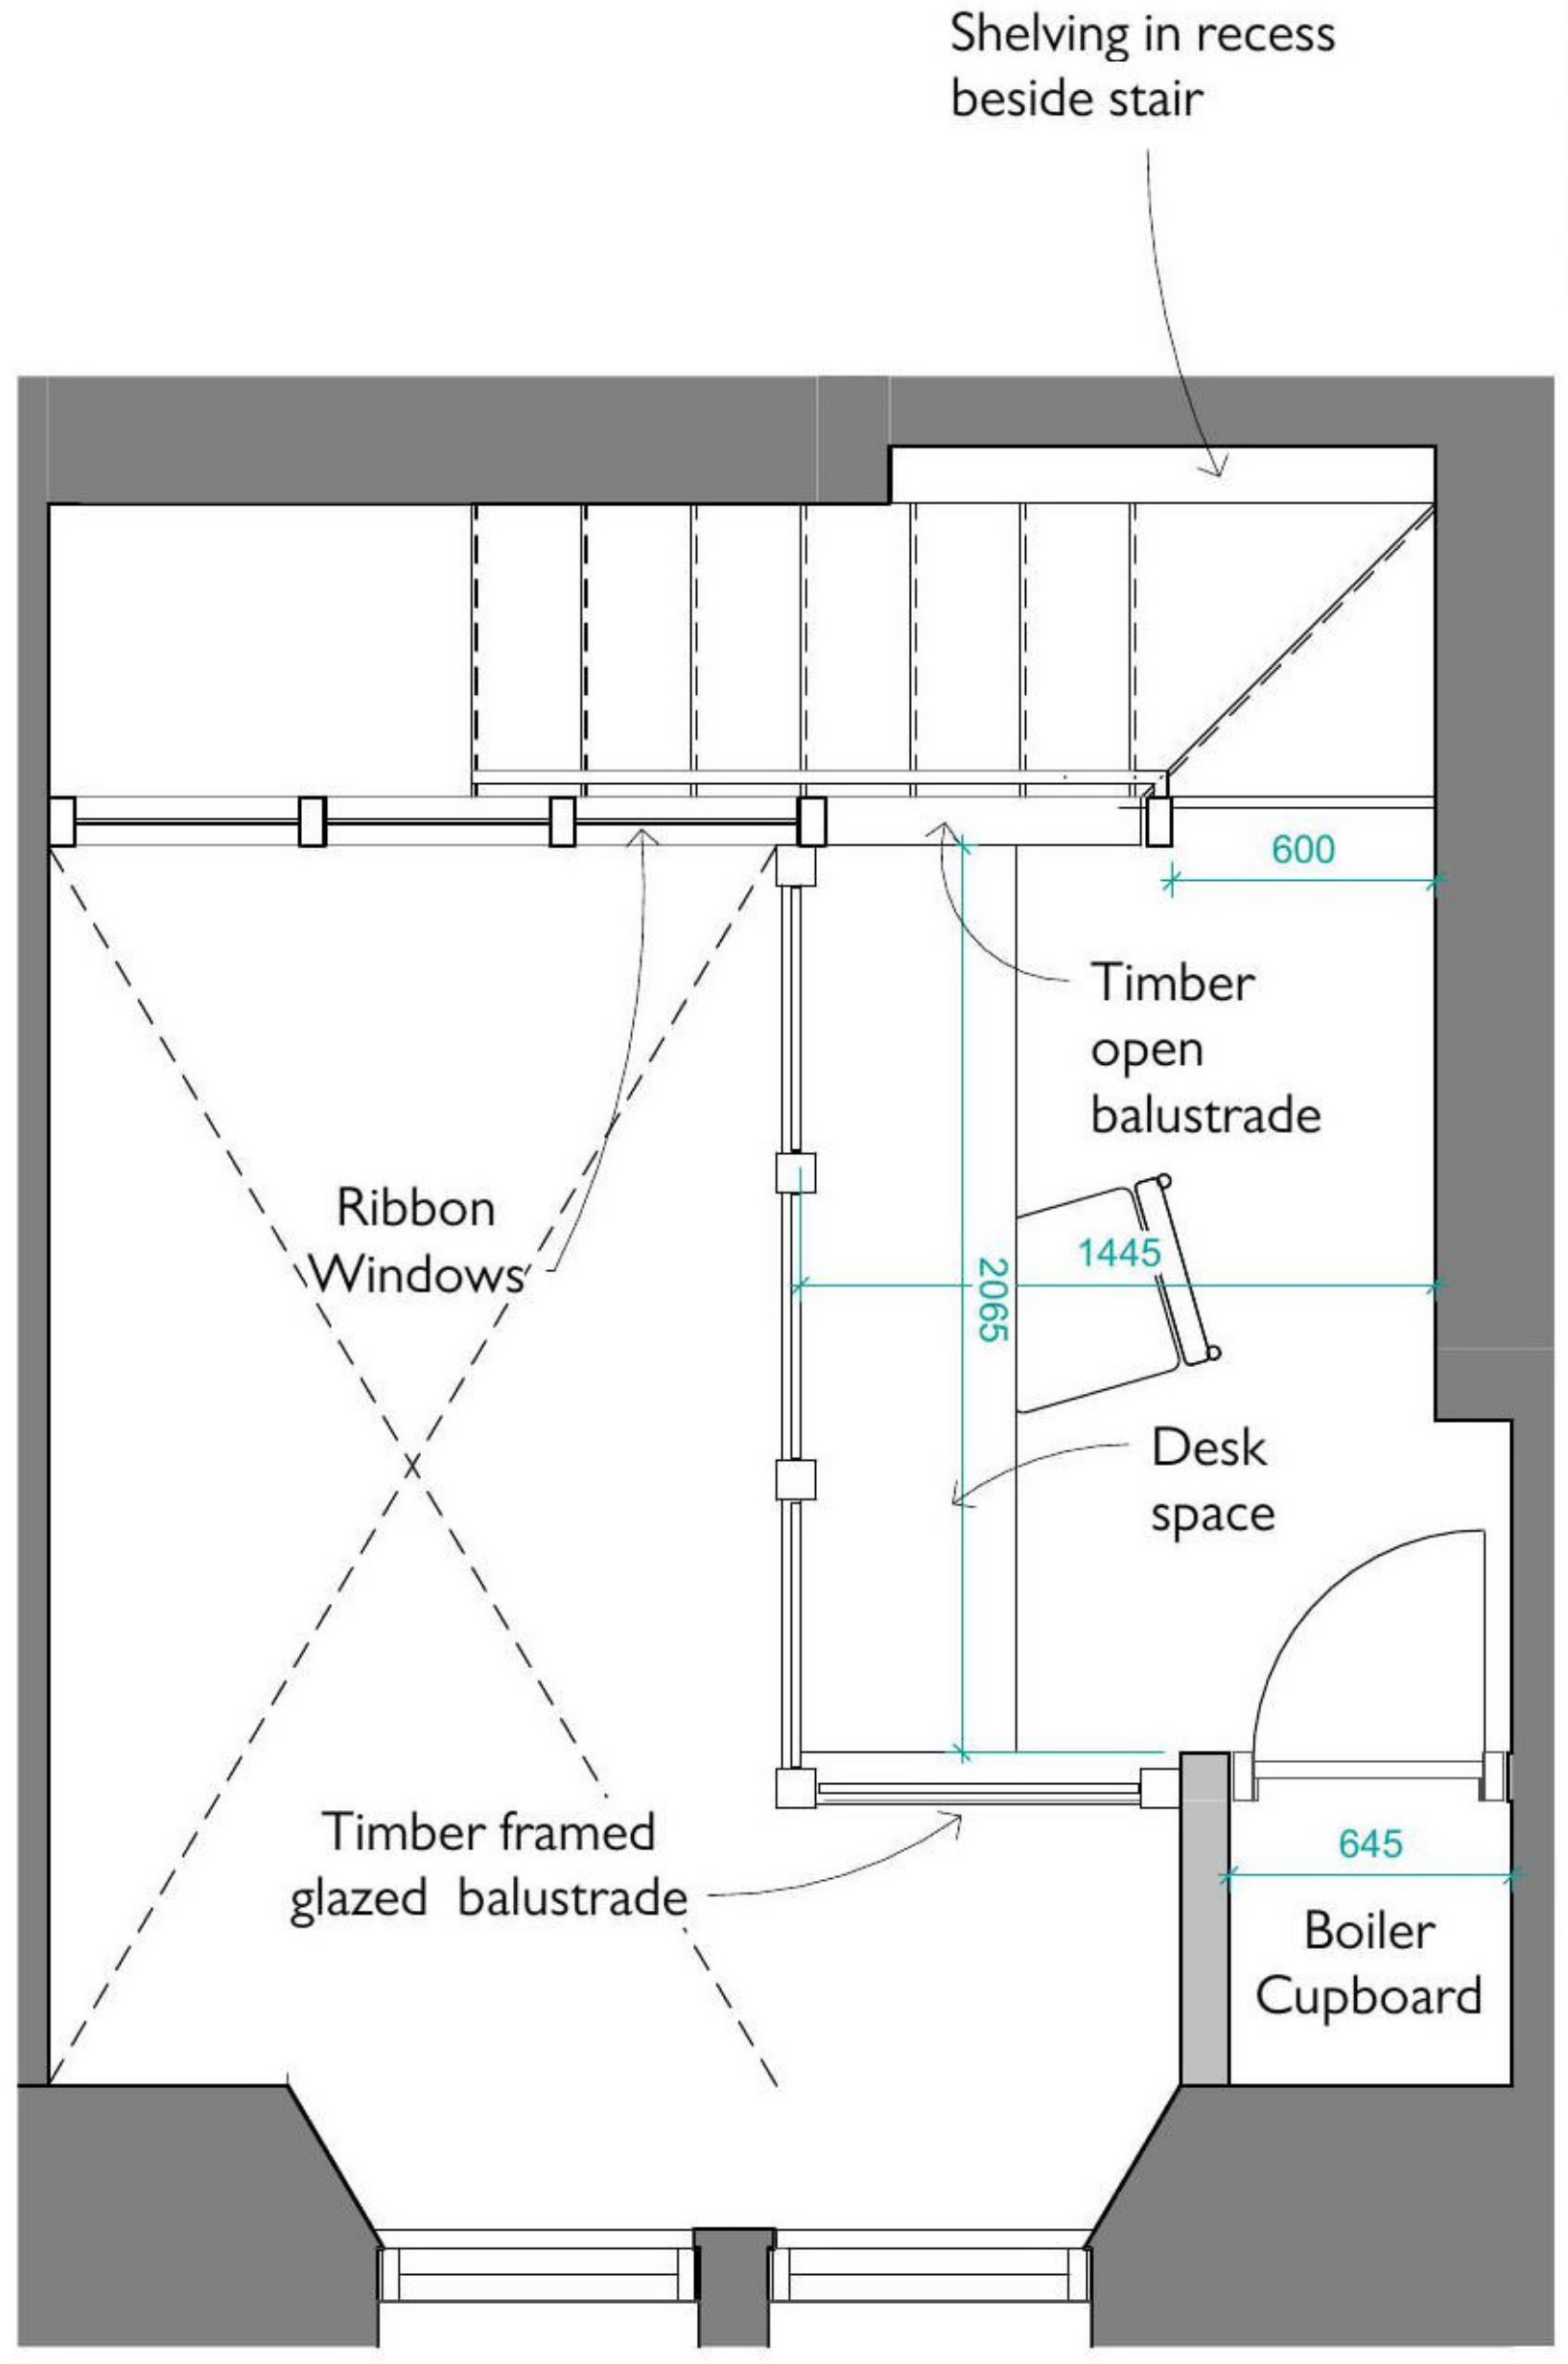 Shelving in recess
beside stair
600
Timber
open
balustrade
Ribbon
Windows
1445
2065
Desk
space
Timber framed
glazed balustrade
645
Boiler
Cupboard